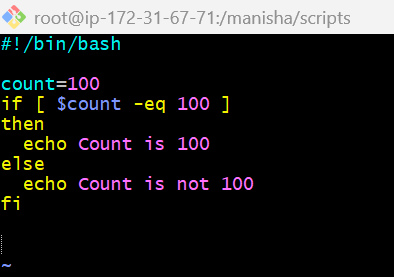 root@ip-172-31-67-71:/manisha/scripts
#!/bin/bash

count=100
if [ $count -eq 100 ]
then
  echo Count is 100
else
  echo Count is not 100
fi

~